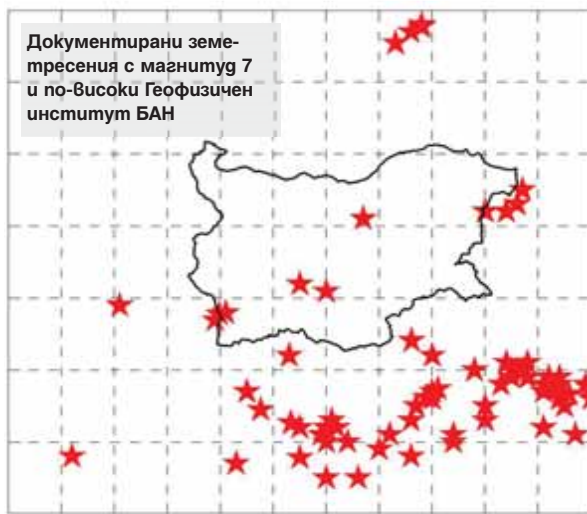 Документирани земе-
тресения с магнитуд 7
и по-високи Геофизичен
институт БАН